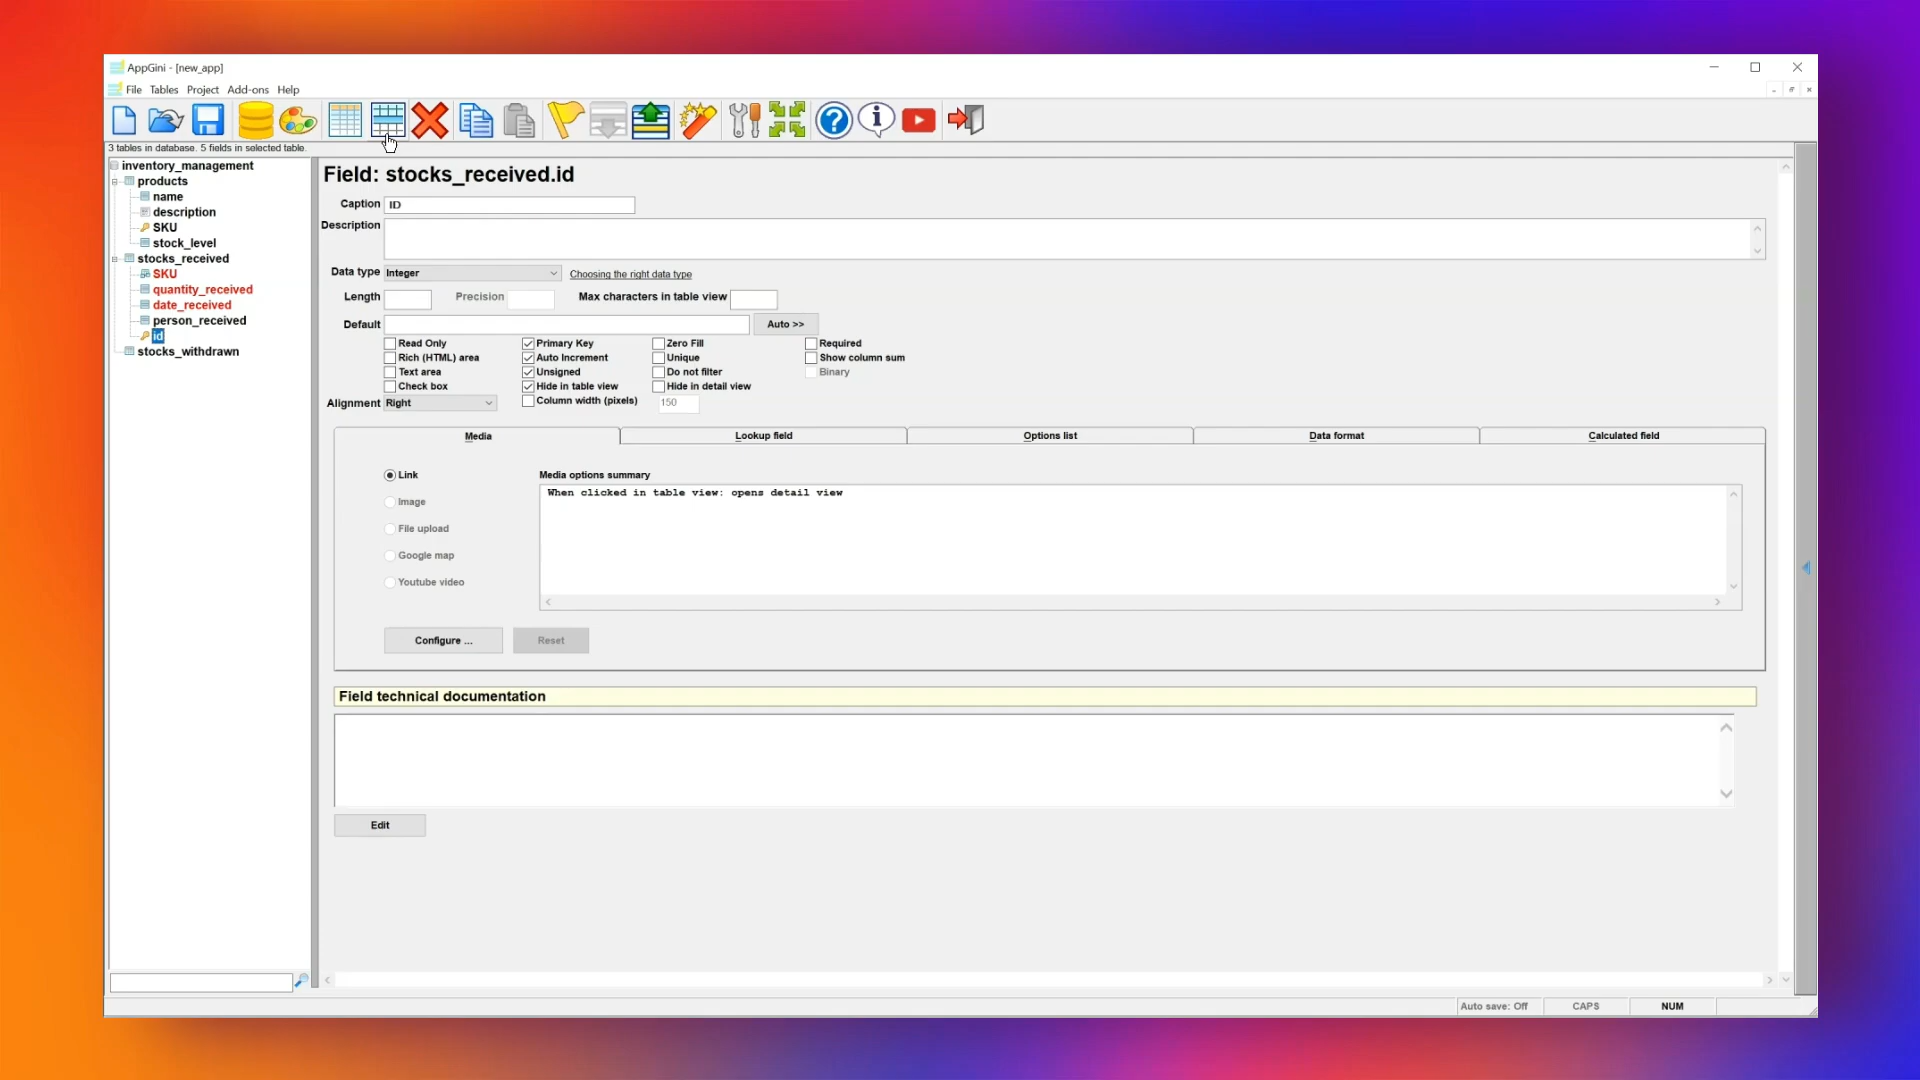 AppGini - [new_app]
File Tables Project Add-ons Help
3 tables in database. 5 fields in selected table.
inventory_management
products
name
description
SKU
stock_level
stocks_received
SKU
quantity_received
date_received
person_received
id
stocks_withdrawn
Field: stocks_received.id
Caption ID
Description
Data type Integer Choosing the right data type
Length Precision Max characters in table view
Default Auto >>
Read Only Primary Key Zero Fill Required
Rich (HTML) area Auto Increment Unique Show column sum
Text area Unsigned Do not filter Binary
Check box Hide in table view Hide in detail view
Alignment Right Column width (pixels) 150
Media Lookup field Options list Data format Calculated field
Link Media options summary
When clicked in table view: opens detail view
Image
File upload
Google map
Youtube video
Configure ... Reset
Field technical documentation
Edit
Auto save: Off CAPS NUM